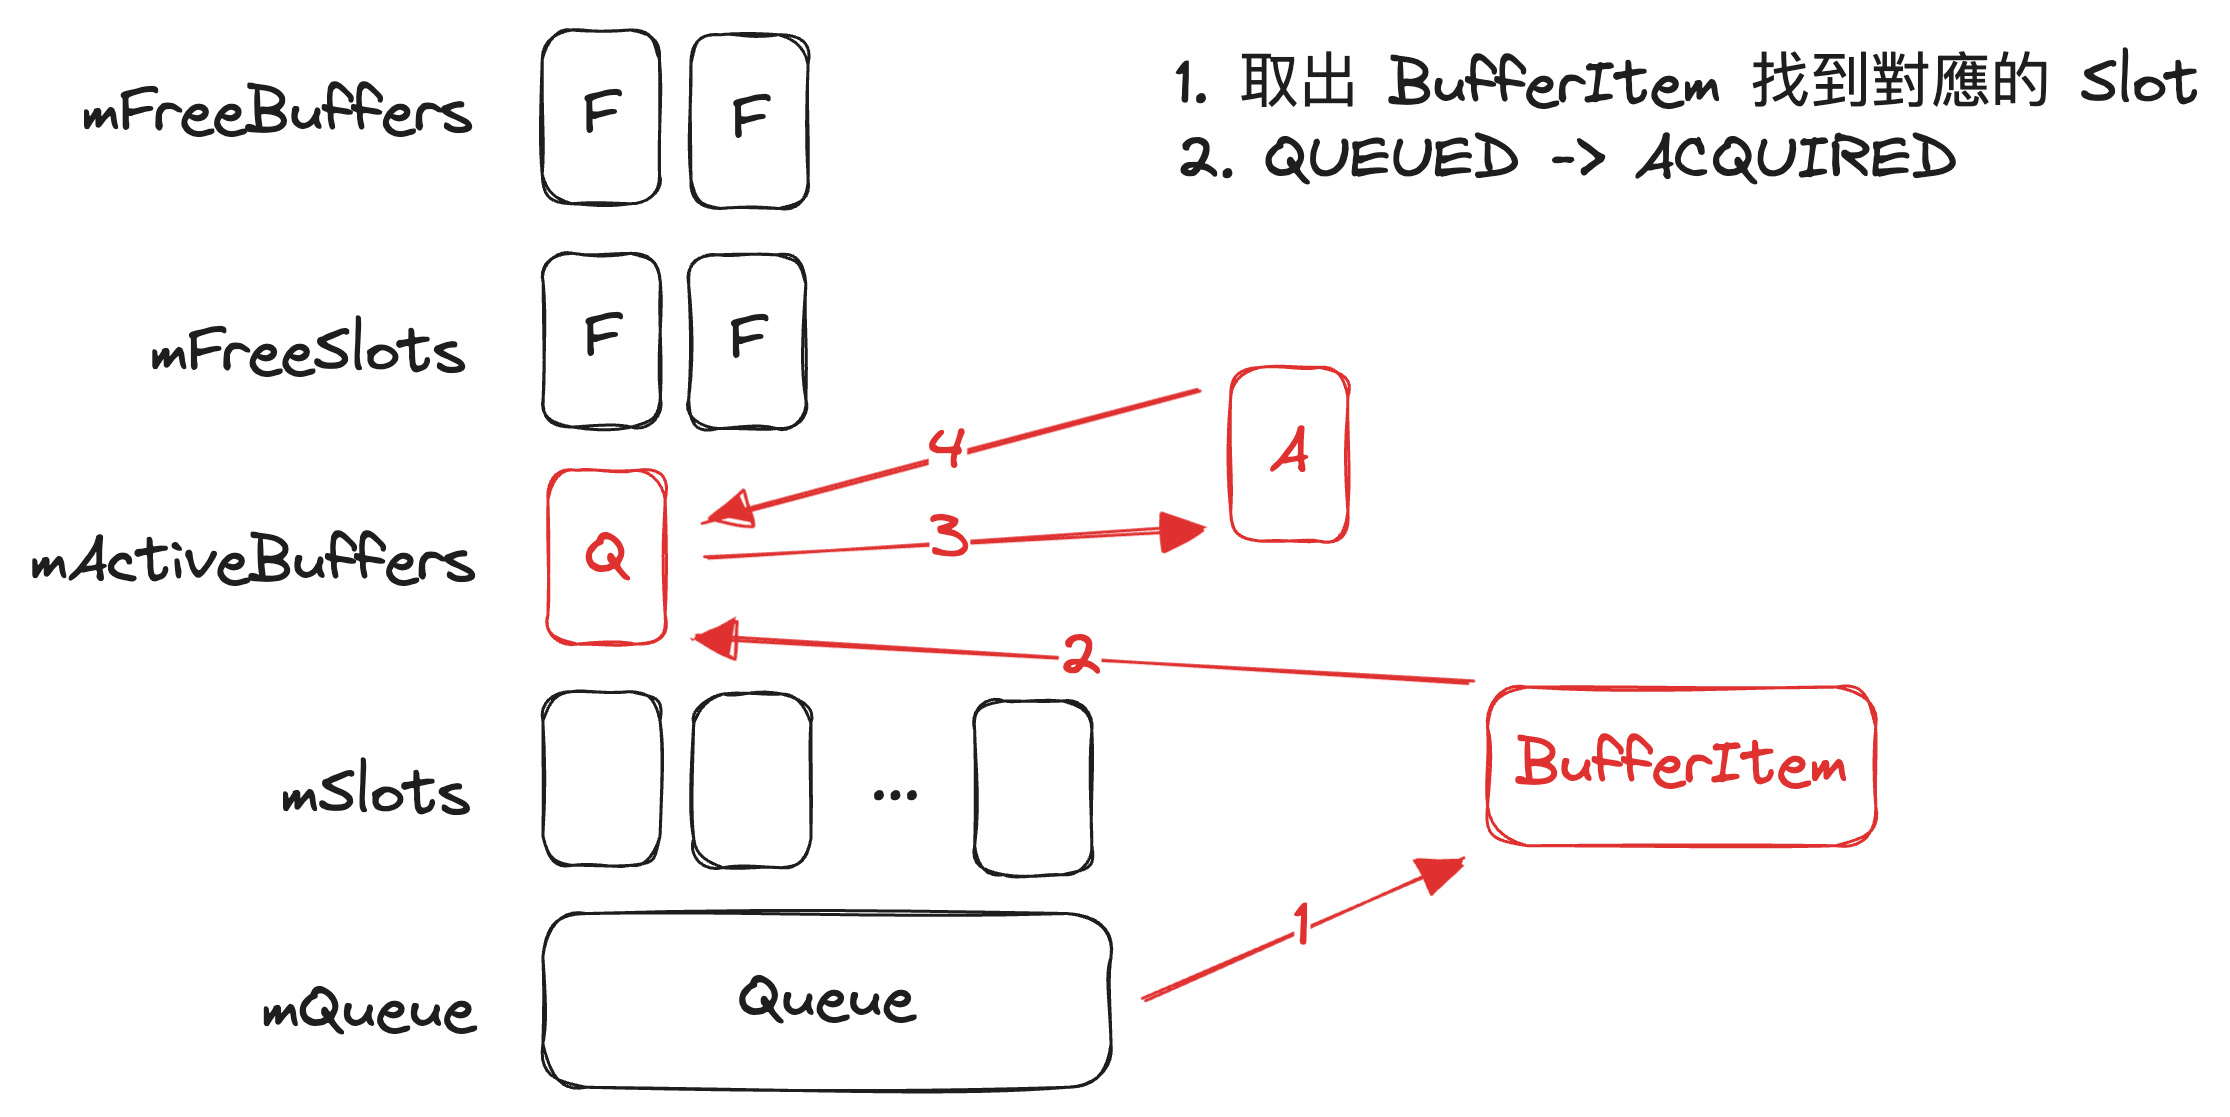 mFreeBuffers
F
F
1. 取出 BufferItem 找到對應的 Slot
2. QUEUED -> ACQUIRED
mFreeSlots
F
F
4
A
mActiveBuffers
Q
3
2
BufferItem
mSlots
...
1
mQueue
Queue